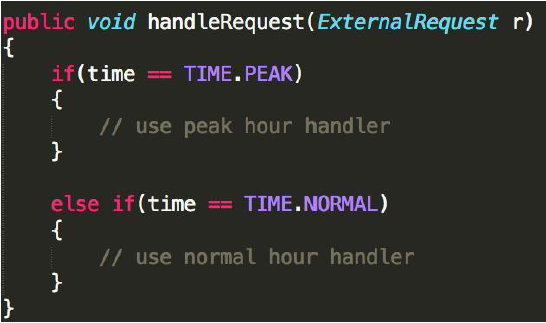 public void handleRequest(ExternalRequest r)
{
    if(time == TIME.PEAK)
    {
        // use peak hour handler
    }

    else if(time == TIME.NORMAL)
    {
        // use normal hour handler
    }
}